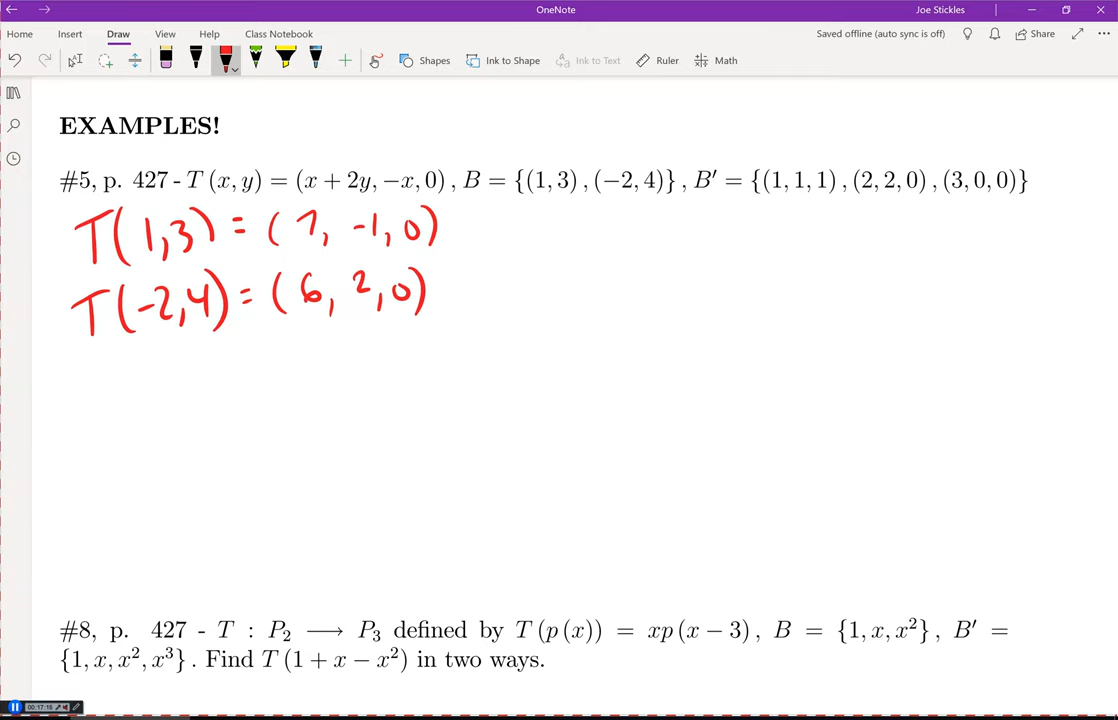 OneNote
Joe Stickles
Home Insert Draw View Help Class Notebook
Saved offline (auto sync is off) Share
Shapes Ink to Shape Ink to Text Ruler Math
EXAMPLES!
#5, p. 427 - T (x, y) = (x + 2y, −x, 0) , B = {(1, 3) , (−2, 4)} , B′ = {(1, 1, 1) , (2, 2, 0) , (3, 0, 0)}
T(1,3) = (7, -1, 0)
T(-2,4) = (6, 2, 0)
#8, p. 427 - T : P₂ ⟶ P₃ defined by T (p (x)) = xp (x − 3) , B = {1, x, x²} , B′ =
{1, x, x², x³} . Find T (1 + x − x²) in two ways.
00:17:15